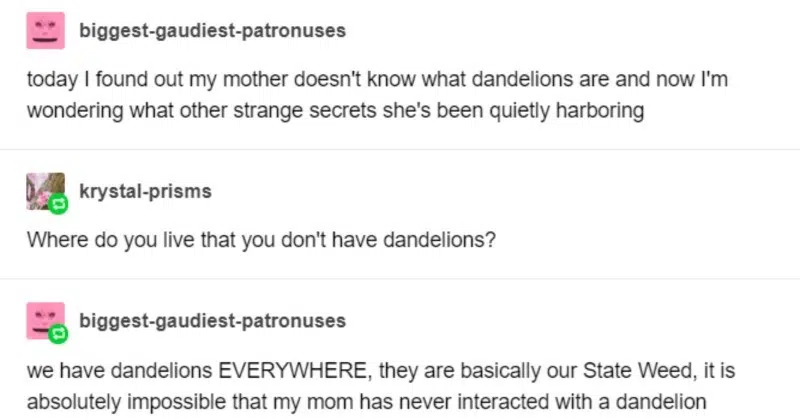 biggest-gaudiest-patronuses
today I found out my mother doesn't know what dandelions are and now I'm
wondering what other strange secrets she's been quietly harboring
krystal-prisms
Where do you live that you don't have dandelions?
biggest-gaudiest-patronuses
we have dandelions EVERYWHERE, they are basically our State Weed, it is
absolutely impossible that my mom has never interacted with a dandelion